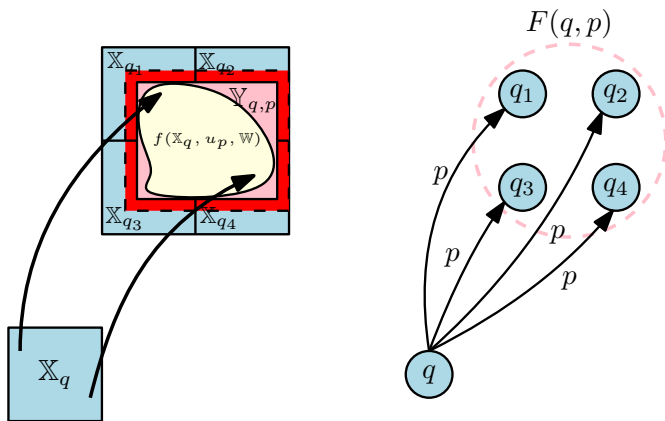 F(q, p)
𝕏_{q_1} 𝕏_{q_2}
𝕐_{q,p}
q_1 q_2
f(𝕏_q, u_p, 𝕎)
p
q_3 q_4
𝕏_{q_3} 𝕏_{q_4}
p p
p
𝕏_q
q